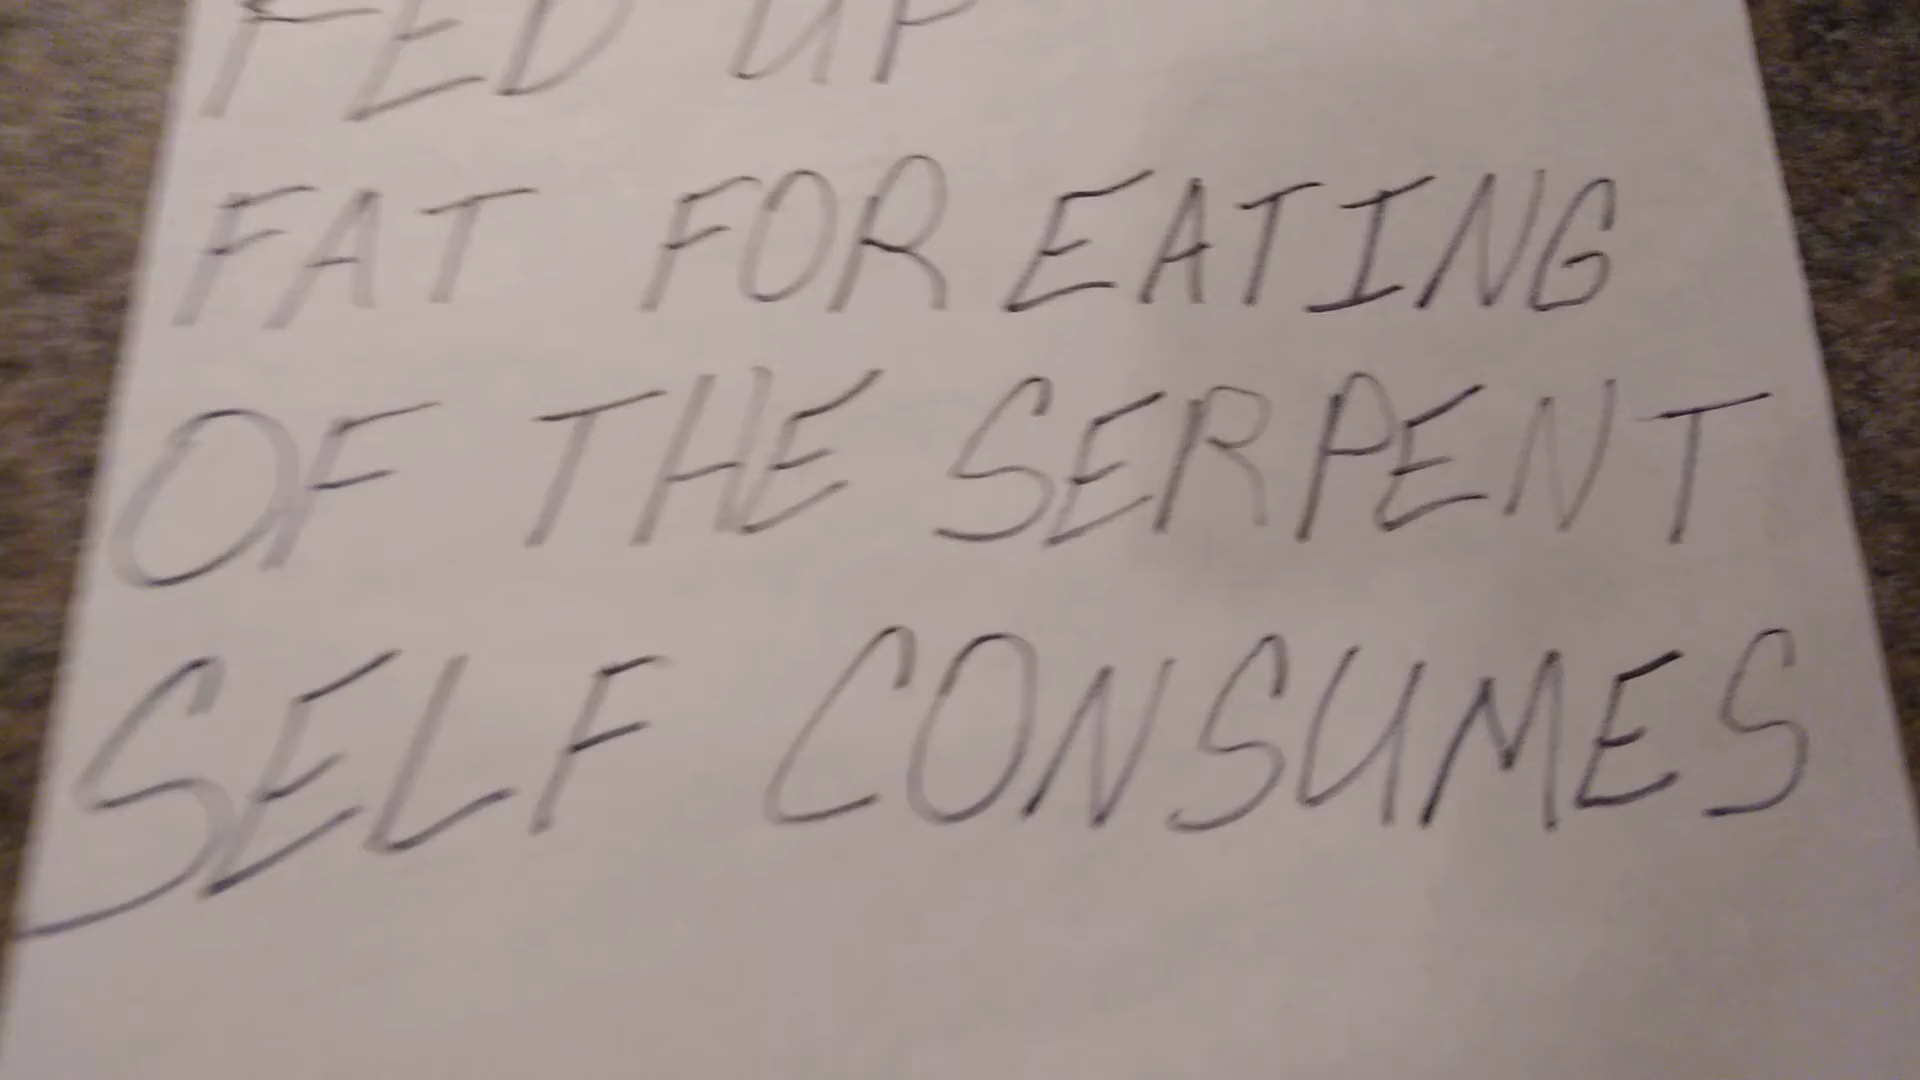 FED UP
FAT FOR EATING
OF THE SERPENT
SELF CONSUMES